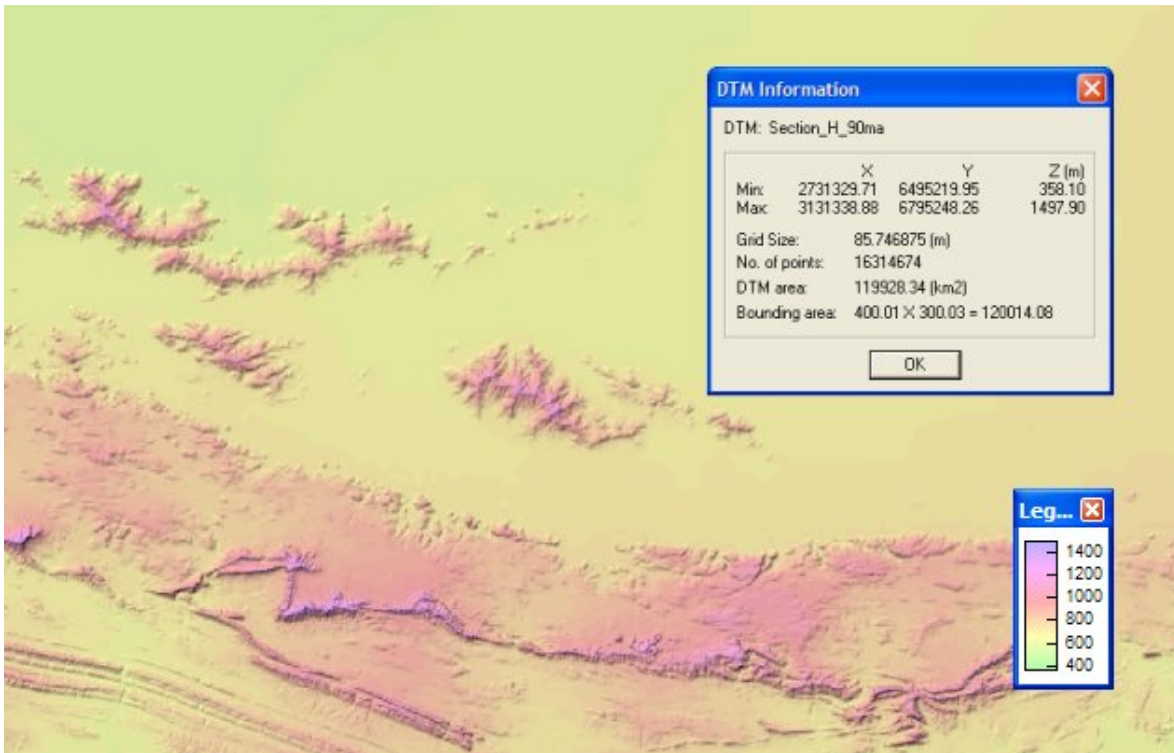 DTM Information
DTM: Section_H_90ma
X Y Z (m)
Min: 2731329.71 6495219.95 358.10
Max: 3131338.88 6795248.26 1497.90
Grid Size: 85.746875 (m)
No. of points: 16314674
DTM area: 119928.34 (km2)
Bounding area: 400.01 X 300.03 = 120014.08
OK
Leg...
1400
1200
1000
800
600
400